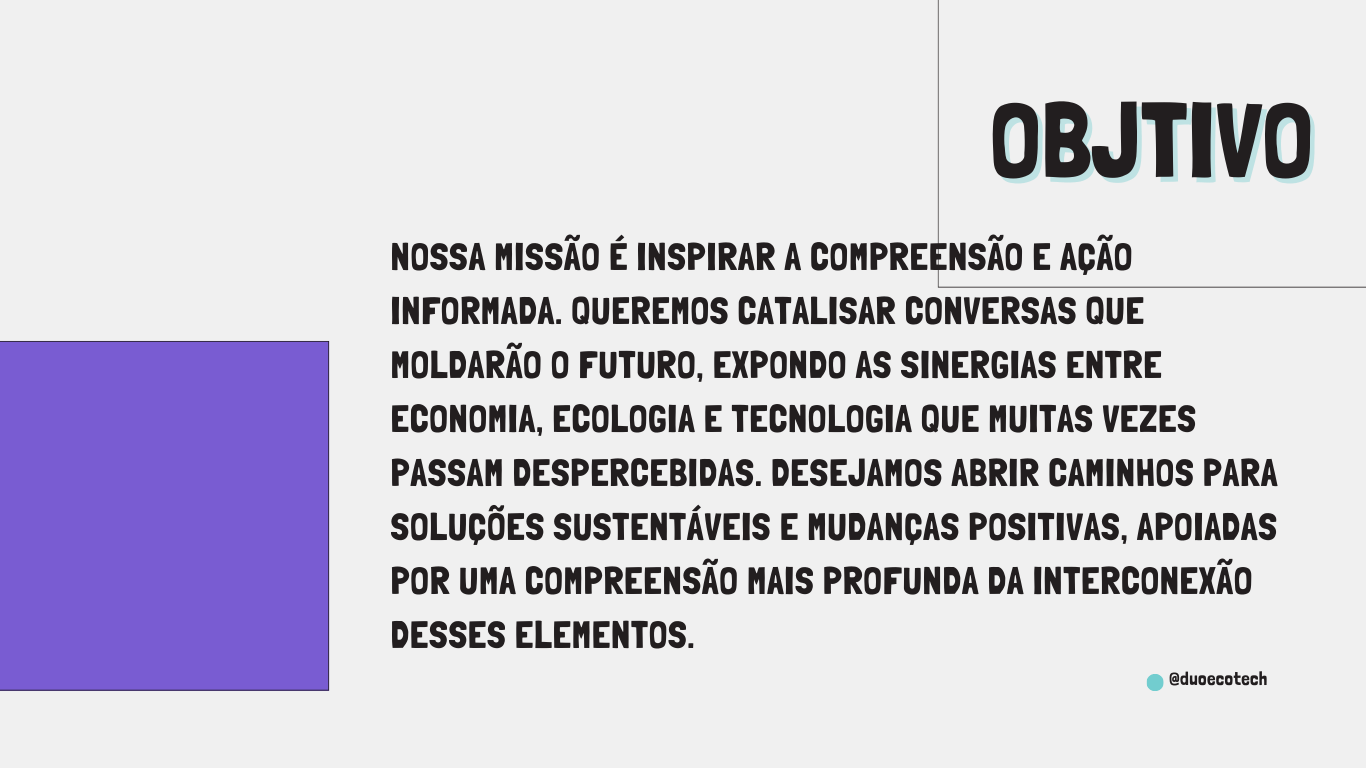 OBJTIVO
NOSSA MISSÃO É INSPIRAR A COMPREENSÃO E AÇÃO
INFORMADA. QUEREMOS CATALISAR CONVERSAS QUE
MOLDARÃO O FUTURO, EXPONDO AS SINERGIAS ENTRE
ECONOMIA, ECOLOGIA E TECNOLOGIA QUE MUITAS VEZES
PASSAM DESPERCEBIDAS. DESEJAMOS ABRIR CAMINHOS PARA
SOLUÇÕES SUSTENTÁVEIS E MUDANÇAS POSITIVAS, APOIADAS
POR UMA COMPREENSÃO MAIS PROFUNDA DA INTERCONEXÃO
DESSES ELEMENTOS.
@duoecotech